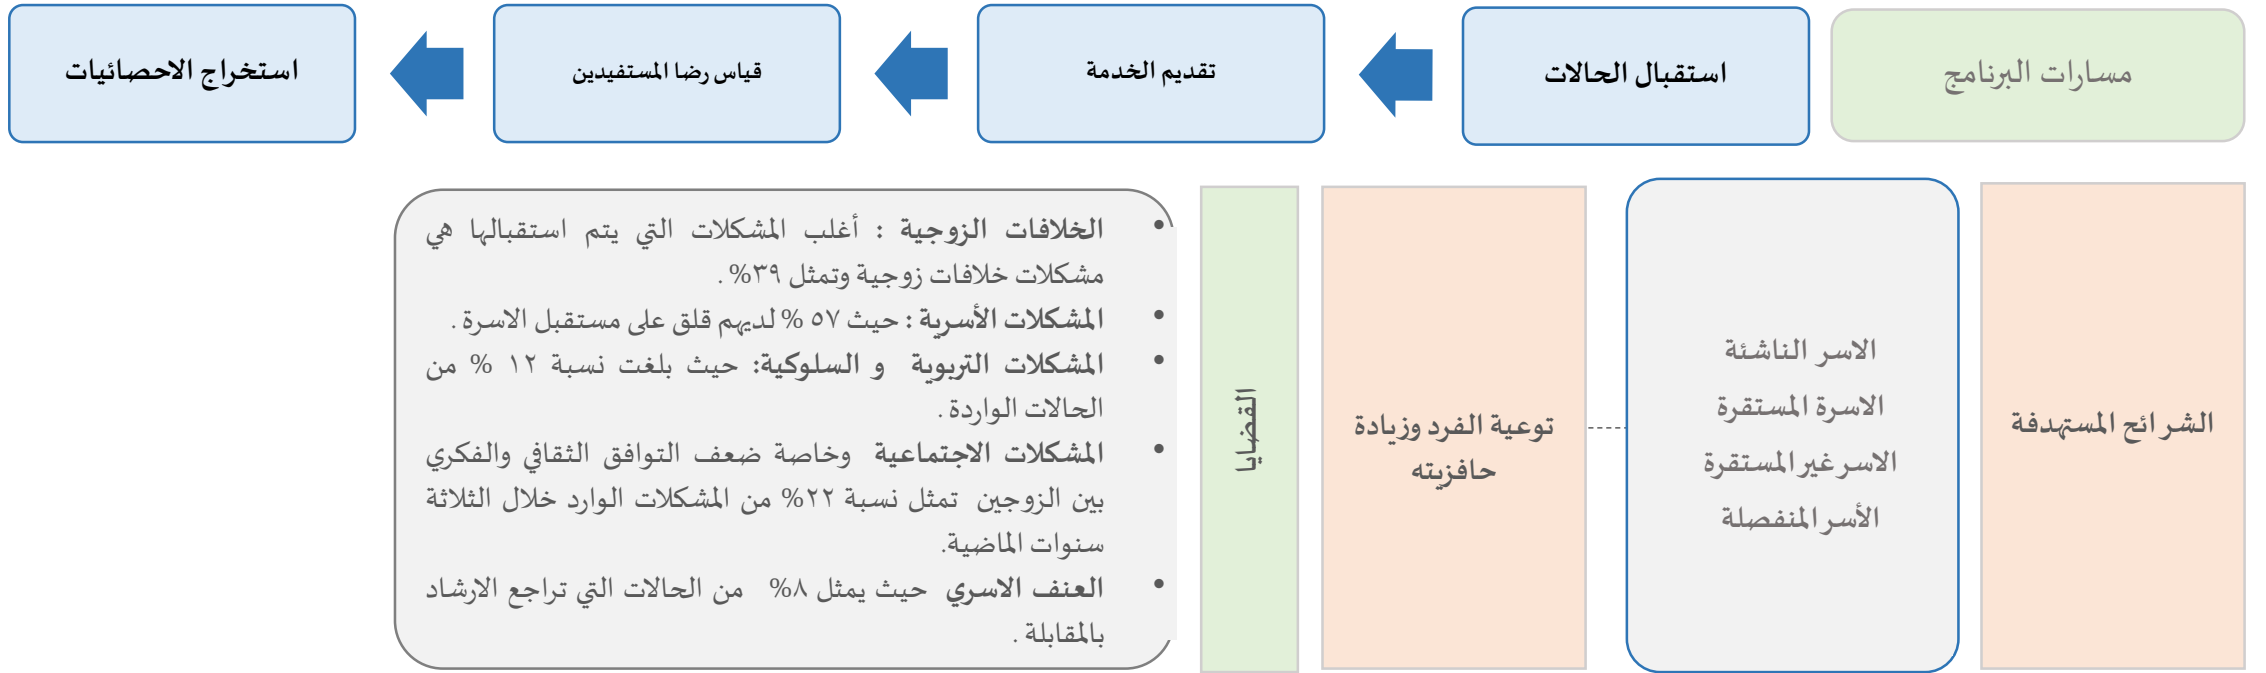 مسارات البرنامج
استقبال الحالات
تقديم الخدمة
قياس رضا المستفيدين
استخراج الاحصائيات
الشرائح المستهدفة
الاسر الناشئة
الاسرة المستقرة
الاسر غير المستقرة
الأسر المنفصلة
توعية الفرد وزيادة
حافزيته
القضايا
• الخلافات الزوجية : أغلب المشكلات التي يتم استقبالها هي
مشكلات خلافات زوجية وتمثل ٣٩% .
• المشكلات الأسرية : حيث ٥٧ % لديهم قلق على مستقبل الاسرة .
• المشكلات التربوية و السلوكية: حيث بلغت نسبة ١٢ % من
الحالات الواردة .
• المشكلات الاجتماعية وخاصة ضعف التوافق الثقافي والفكري
بين الزوجين تمثل نسبة ٢٢% من المشكلات الوارد خلال الثلاثة
سنوات الماضية.
• العنف الاسري حيث يمثل ٨% من الحالات التي تراجع الارشاد
بالمقابلة .